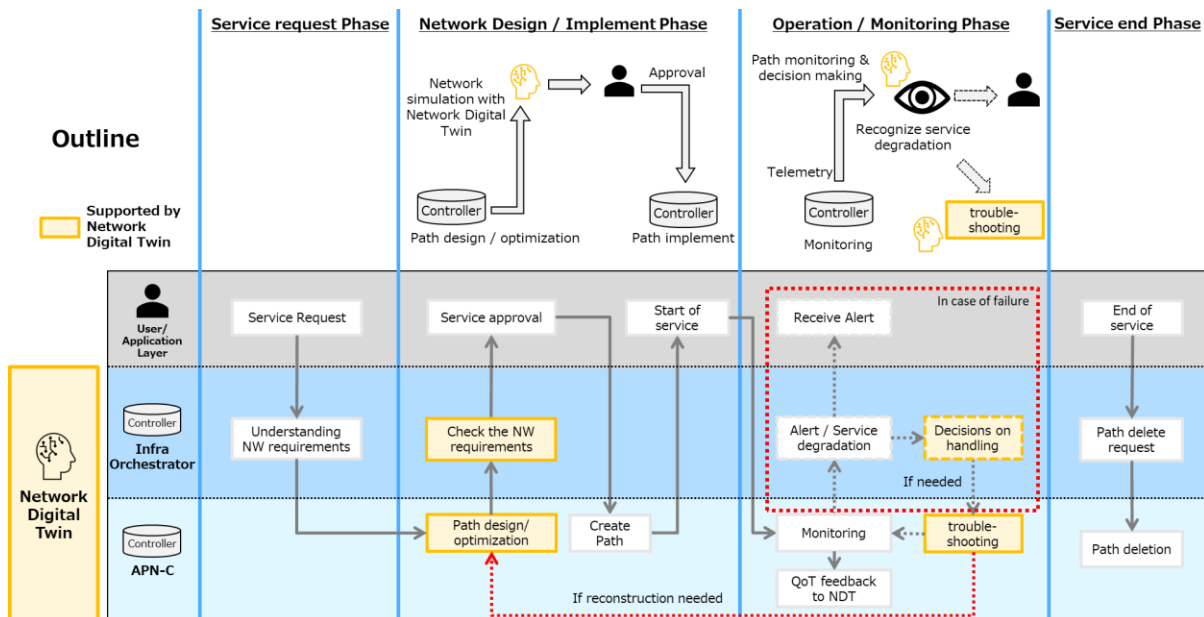 Service request Phase
Network Design / Implement Phase
Operation / Monitoring Phase
Service end Phase
Outline
Supported by
Network
Digital Twin
Network
simulation with
Network Digital
Twin
Approval
Controller
Path design / optimization
Controller
Path implement
Path monitoring &
decision making
Recognize service
degradation
Telemetry
Controller
Monitoring
trouble-
shooting
User/
Application
Layer
Service Request
Service approval
Start of
service
In case of failure
Receive Alert
End of
service
Controller
Infra
Orchestrator
Understanding
NW requirements
Check the NW
requirements
Alert / Service
degradation
Decisions on
handling
If needed
Path delete
request
Network
Digital
Twin
Controller
APN-C
Path design/
optimization
Create
Path
Monitoring
trouble-
shooting
Path deletion
QoT feedback
to NDT
If reconstruction needed